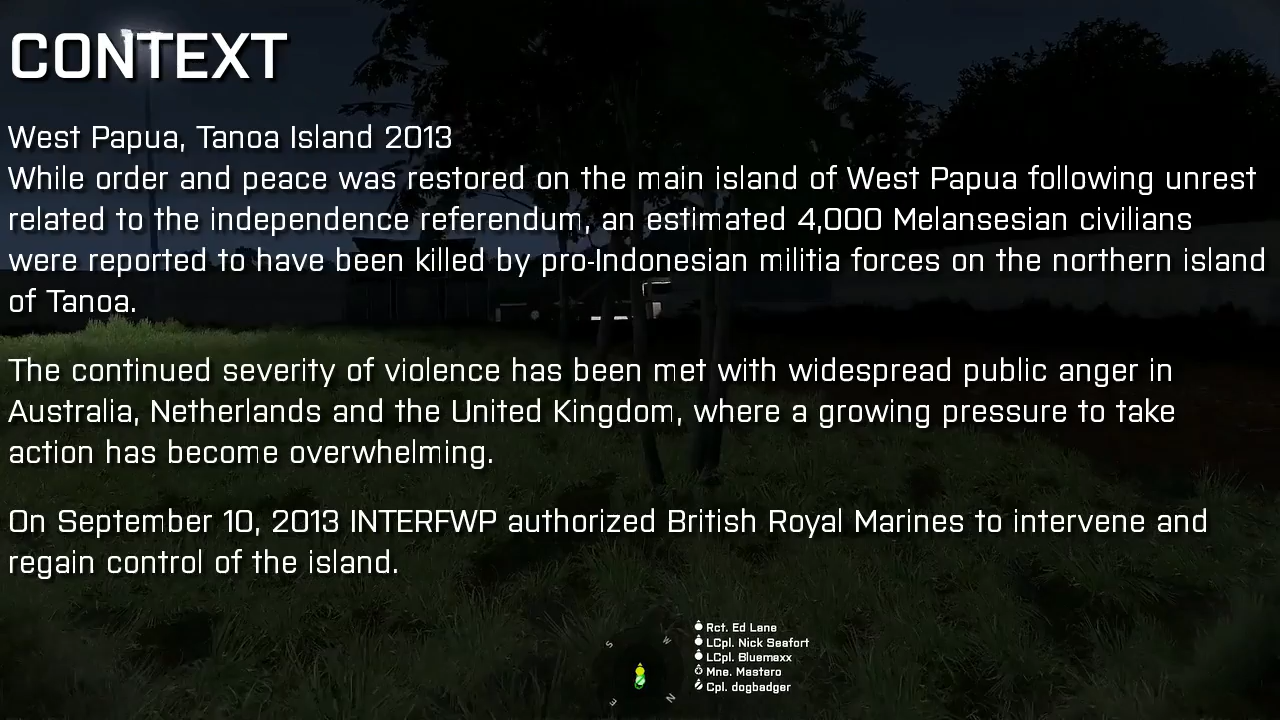 CONTEXT
West Papua, Tanoa Island 2013
While order and peace was restored on the main island of West Papua following unrest
related to the independence referendum, an estimated 4,000 Melansesian civilians
were reported to have been killed by pro-Indonesian militia forces on the northern island
of Tanoa.
The continued severity of violence has been met with widespread public anger in
Australia, Netherlands and the United Kingdom, where a growing pressure to take
action has become overwhelming.
On September 10, 2013 INTERFWP authorized British Royal Marines to intervene and
regain control of the island.
Rct. Ed Lane
S W LCpl. Nick Seafort
LCpl. Bluemaxx
Mne. Mastero
Cpl. dogbadger
E N